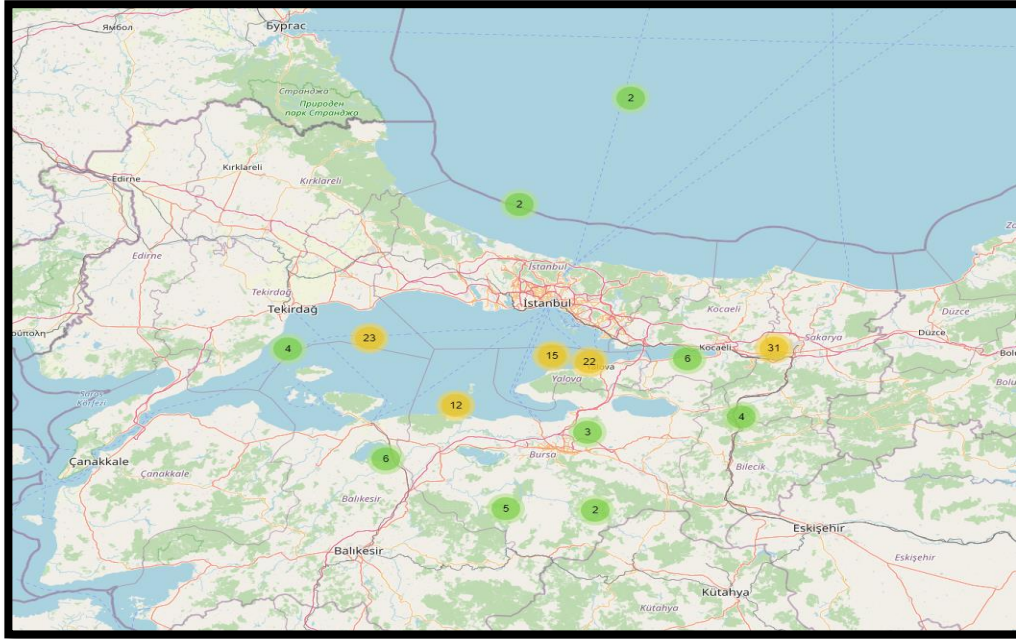 Ямбол
Бургас
Странджа
Природен
парк Странджа
2
Kırklareli
Kırklareli
Edirne
2
Edirne
İstanbul
Tekirdağ
İstanbul
Tekirdağ
Kocaeli
Düzce
Sakarya
Düzce
23
4
15
22
Kocaeli
6
31
Yalova
12
Saros
Körfezi
3
4
Bursa
Çanakkale
Çanakkale
6
Bilecik
Balıkesir
5
2
Eskişehir
Balıkesir
Eskişehir
Kütahya
Kütahya